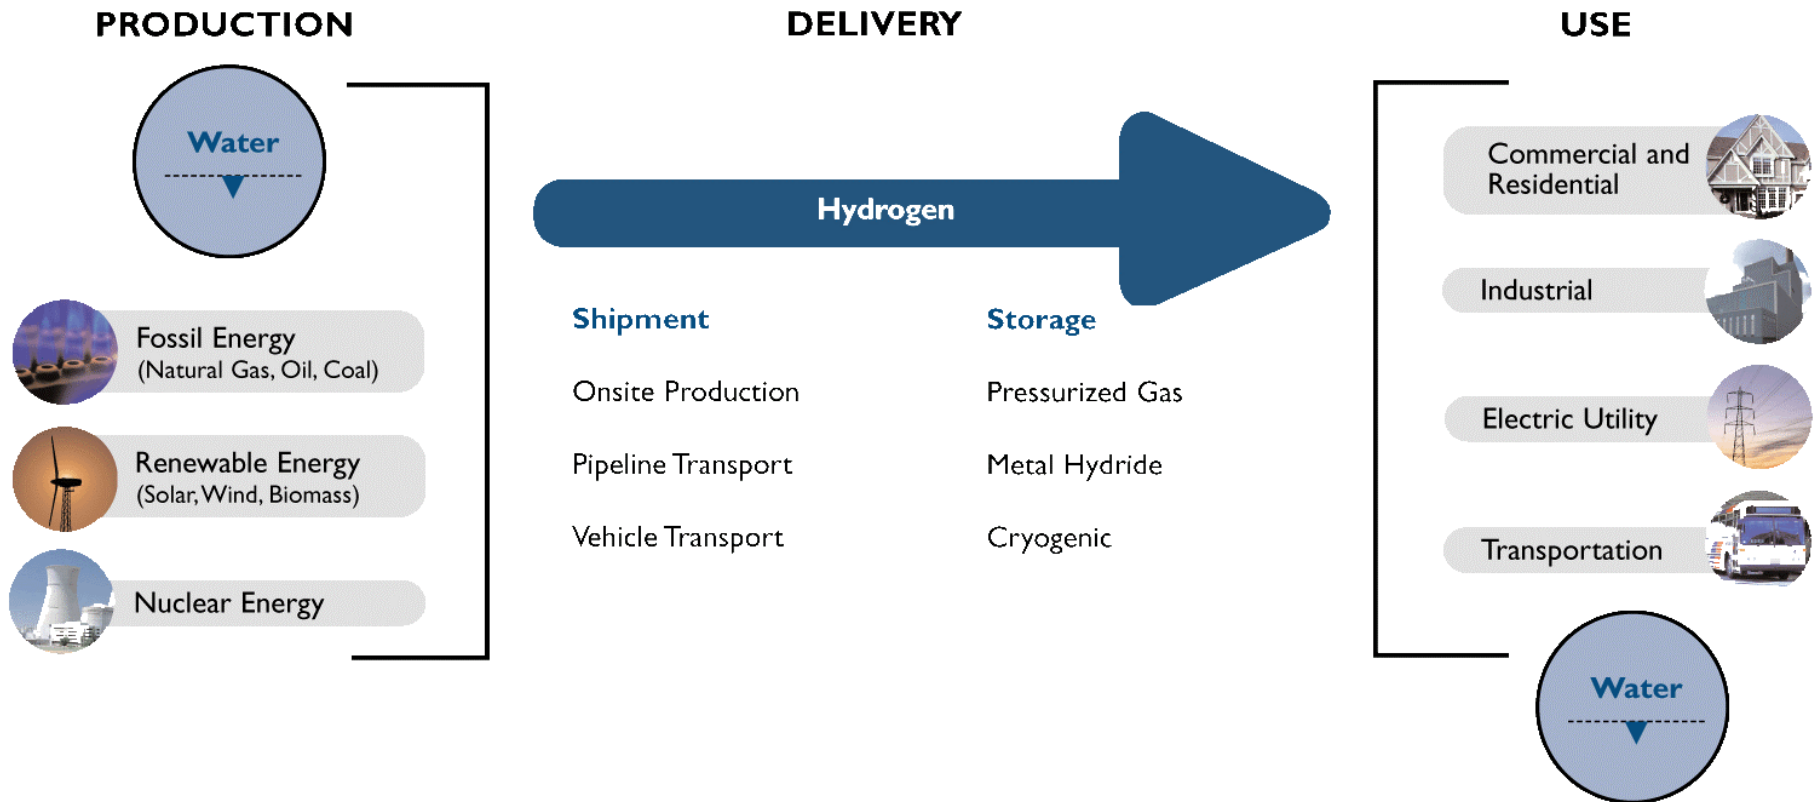 PRODUCTION
Water
Fossil Energy
(Natural Gas, Oil, Coal)
Renewable Energy
(Solar, Wind, Biomass)
Nuclear Energy
DELIVERY
Hydrogen
Shipment
Onsite Production
Pipeline Transport
Vehicle Transport
Storage
Pressurized Gas
Metal Hydride
Cryogenic
USE
Commercial and
Residential
Industrial
Electric Utility
Transportation
Water